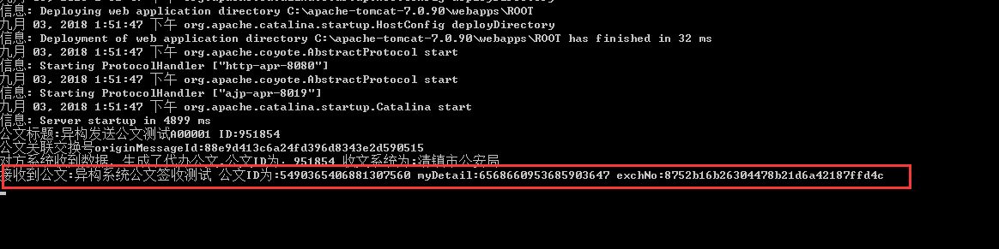 信息: Deploying web application directory C:\apache-tomcat-7.0.90\webapps\ROOT
九月 03, 2018 1:51:47 下午 org.apache.catalina.startup.HostConfig deployDirectory
信息: Deployment of web application directory C:\apache-tomcat-7.0.90\webapps\ROOT has finished in 32 ms
九月 03, 2018 1:51:47 下午 org.apache.coyote.AbstractProtocol start
信息: Starting ProtocolHandler ["http-apr-8080"]
九月 03, 2018 1:51:47 下午 org.apache.coyote.AbstractProtocol start
信息: Starting ProtocolHandler ["ajp-apr-8019"]
九月 03, 2018 1:51:47 下午 org.apache.catalina.startup.Catalina start
信息: Server startup in 4899 ms
公文标题:异构发送公文测试A00001 ID:951854
公文关联交换号originMessageId:88e9d413c6a24fd396d8343e2d590515
对方系统收到数据，生成了代办公文,公文ID为：951854 收文系统为:清镇市公安局
接收到公文:异构系统公文签收测试 公文ID为:5490365406881307560 myDetail:6568660953685903647 exchNo:8752b16b26304478b21d6a42187ffd4c